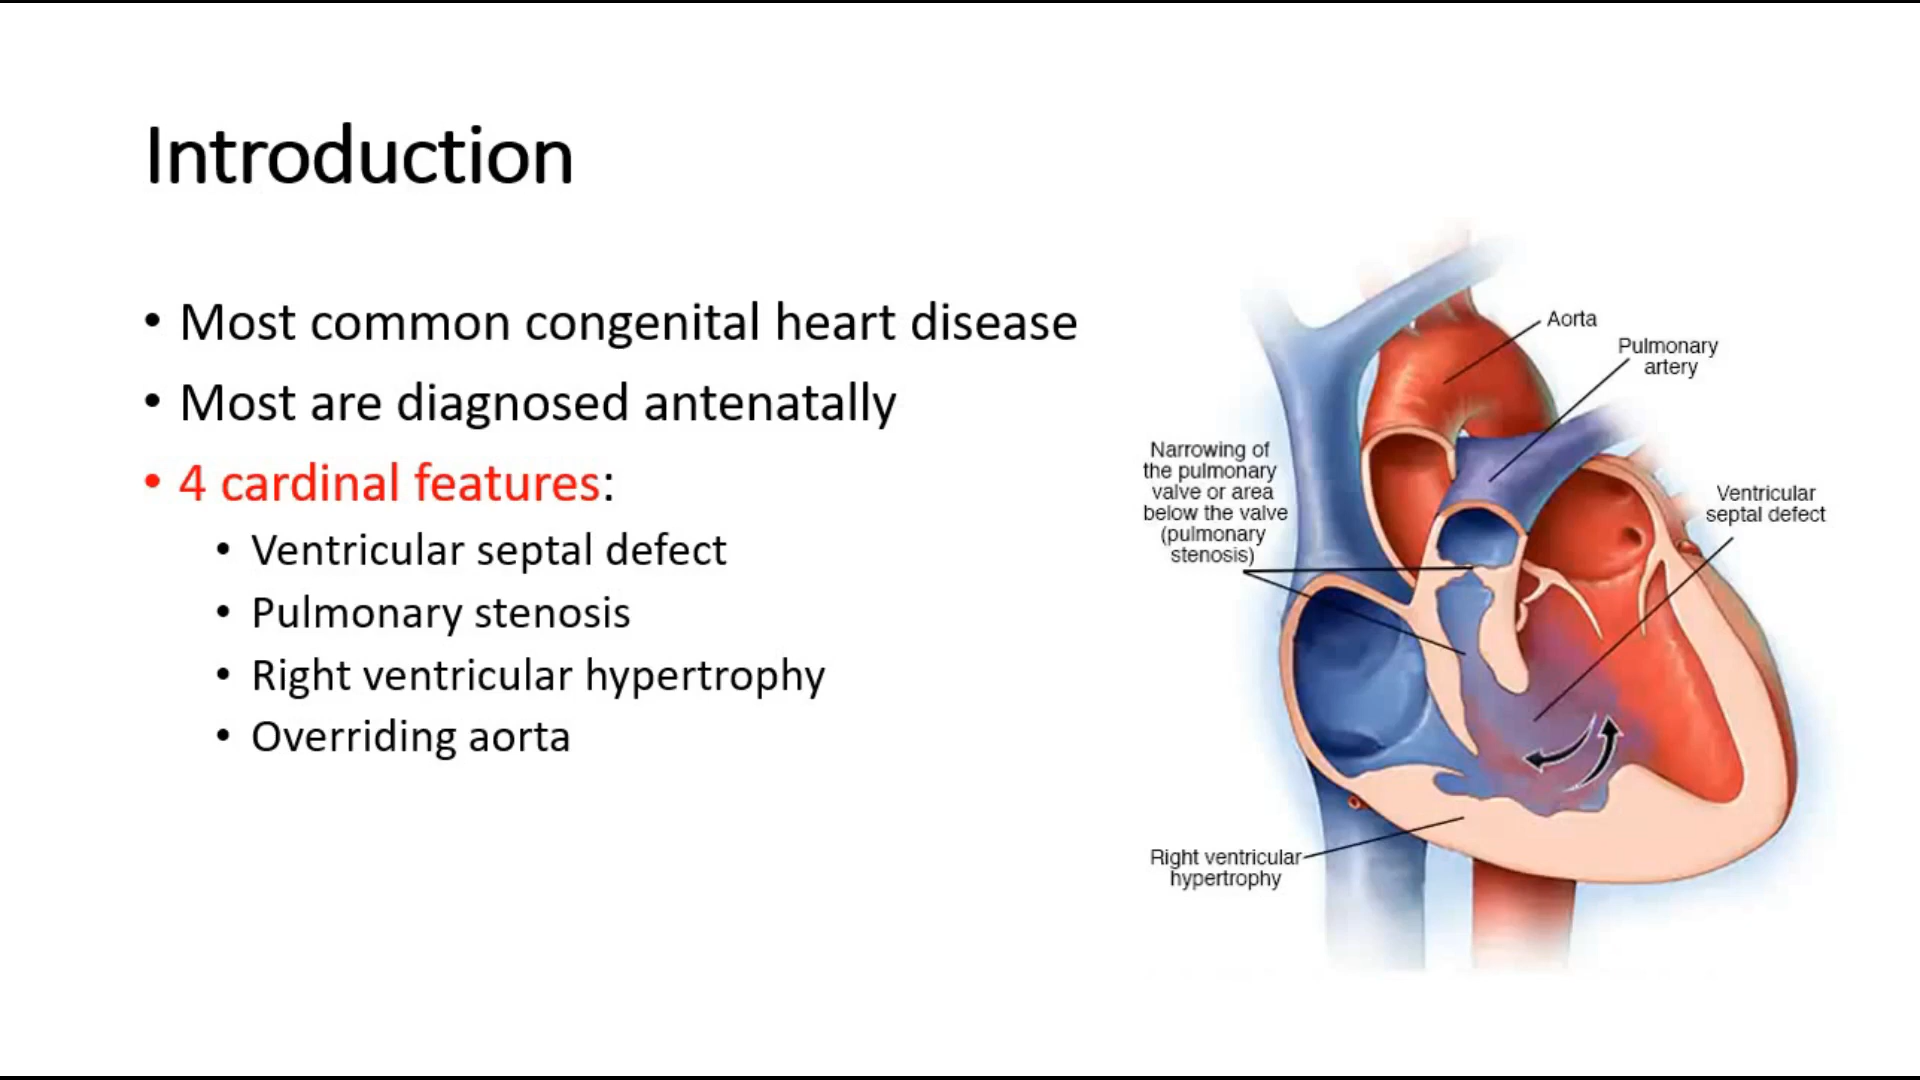 Introduction
• Most common congenital heart disease
• Most are diagnosed antenatally
• 4 cardinal features:
• Ventricular septal defect
• Pulmonary stenosis
• Right ventricular hypertrophy
• Overriding aorta
Aorta
Pulmonary
artery
Narrowing of
the pulmonary
valve or area
below the valve
(pulmonary
stenosis)
Ventricular
septal defect
Right ventricular
hypertrophy